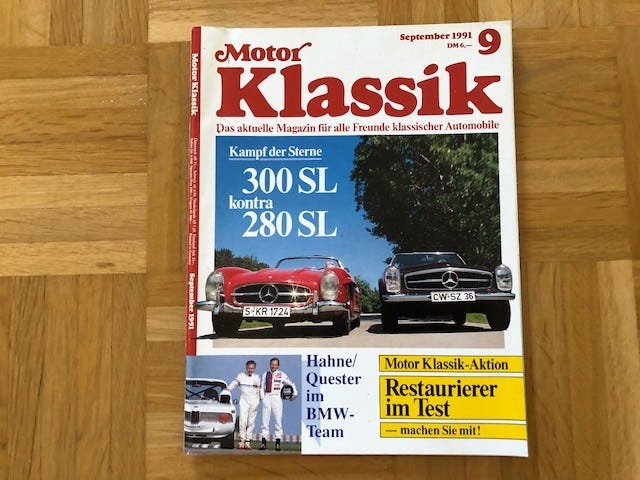 Motor Klassik
September 1991
September 1991
DM 6,–
9
Motor
Klassik
Das aktuelle Magazin für alle Freunde klassischer Automobile
Kampf der Sterne
300 SL
kontra
280 SL
S-KR 1724
CW-SZ 36
Hahne/
Quester
im
BMW-
Team
Motor Klassik-Aktion
Restaurierer
im Test
– machen Sie mit!